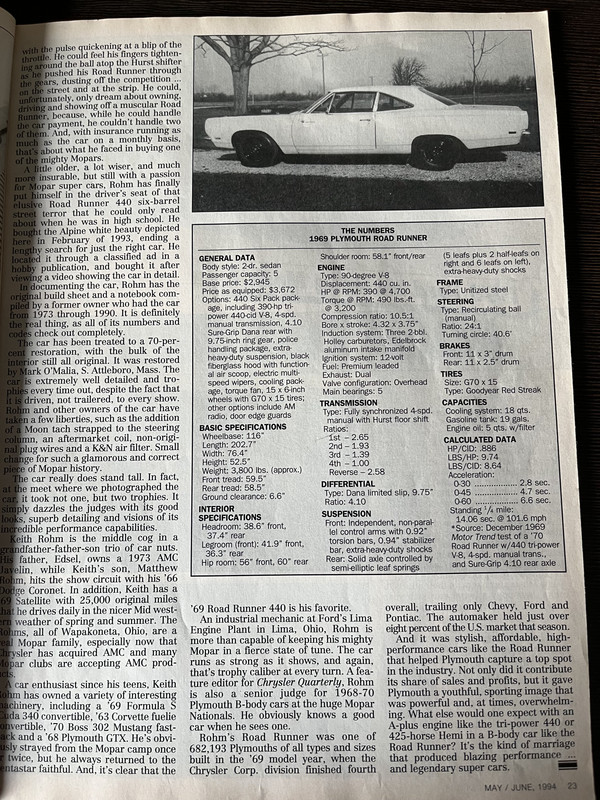 with the pulse quickening at a blip of the
throttle. He could feel his fingers tighten-
ing around the ball atop the Hurst shifter
as he pushed his Road Runner through
the gears, dusting off the competition ...
on the street and at the strip. He could,
unfortunately, only dream about owning,
driving and showing off a muscular Road
Runner, because, while he could handle
the car payment, he couldn't handle two
of them. And, with insurance running as
much as the car on a monthly basis,
that's about what he faced in buying one
of the mighty Mopars.
A little older, a lot wiser, and much
more insurable, but still with a passion
for Mopar super cars, Rohm has finally
put himself in the driver's seat of that
elusive Road Runner 440 six-barrel
street terror that he could only read
about when he was in high school. He
bought the Alpine white beauty depicted
here in February of 1993, ending a
lengthy search for just the right car. He
located it through a classified ad in a
hobby publication, and bought it after
viewing a video showing the car in detail.
In documenting the car, Rohm has the
original build sheet and a notebook com-
piled by a former owner who had the car
from 1973 through 1990. It is definitely
the real thing, as all of its numbers and
codes check out completely.
The car has been treated to a 70-per-
cent restoration, with the bulk of the
interior still all original. It was restored
by Mark O'Malia, S. Attleboro, Mass. The
car is extremely detailed and tro-
phies every time out, despite the fact that
it is driven, not trailered, to every show.
Rohm and other owners of the car have
taken a few liberties, such as the addition
of a Moon tach strapped to the steering
column, an aftermarket coil, non-origi-
nal plug wires and a K&N air filter. Small
change for such a glamorous and correct
piece of Mopar history.
The car really does stand tall. In fact,
at the meet where we photographed the
car, it took not one, but two trophies. It
simply dazzles the judges with its good
looks, superb detailing and visions of its
incredible performance capabilities.
Keith Rohm is the middle cog in a
grandfather-father-son trio of car nuts.
His father, Edsel, owns a 1973 AMC
Javelin, while Keith's son, Matthew
Rohm, hits the show circuit with his '66
Dodge Coronet. In addition, Keith has a
'69 Satellite with 25,000 original miles
that he drives daily in the nicer Mid west-
ern weather of spring and summer. The
Rohms, all of Wapakoneta, Ohio, are a
real Mopar family, especially now that
Chrysler has acquired AMC and many
Mopar clubs are accepting AMC prod-
ucts.
A car enthusiast since his teens, Keith
Rohm has owned a variety of interesting
machinery, including a '69 Formula S
Cuda 340 convertible, '63 Corvette fuelie
convertible, '70 Boss 302 Mustang fast-
back and a '68 Plymouth GTX. He's obvi-
ously strayed from the Mopar camp once
or twice, but he always returned to the
Pentastar faithful. And, it's clear that the
THE NUMBERS
1969 PLYMOUTH ROAD RUNNER
GENERAL DATA
Body style: 2-dr. sedan
Passenger capacity: 5
Base price: $2,945
Price as equipped: $3,672
Options: 440 Six Pack pack-
age, including 390-hp tri-
power 440-cid V-8, 4-spd.
manual transmission, 4.10
Sure-Grip Dana rear with
9.75-inch ring gear, police
handling package, extra-
heavy-duty suspension, black
fiberglass hood with function-
al air scoop, electric multi-
speed wipers, cooling pack-
age, torque fan, 15 x 6-inch
wheels with G70 x 15 tires;
other options include AM
radio, door edge guards
BASIC SPECIFICATIONS
Wheelbase: 116"
Length: 202.7"
Width: 76.4"
Height: 52.5"
Weight: 3,800 lbs. (approx.)
Front tread: 59.5"
Rear tread: 58.5"
Ground clearance: 6.6"
INTERIOR
SPECIFICATIONS
Headroom: 38.6" front,
37.4" rear
Legroom (front): 41.9" front,
36.3" rear
Hip room: 56" front, 60" rear
Shoulder room: 58.1" front/rear
ENGINE
Type: 90-degree V-8
Displacement: 440 cu. in.
HP @ RPM: 390 @ 4,700
Torque @ RPM: 490 lbs.-ft.
@ 3,200
Compression ratio: 10.5:1
Bore x stroke: 4.32 x 3.75"
Induction system: Three 2-bbl.
Holley carburetors, Edelbrock
aluminum intake manifold
Ignition system: 12-volt
Fuel: Premium leaded
Exhaust: Dual
Valve configuration: Overhead
Main bearings: 5
TRANSMISSION
Type: Fully synchronized 4-spd.
manual with Hurst floor shift
Ratios:
1st – 2.65
2nd – 1.93
3rd – 1.39
4th – 1.00
Reverse – 2.58
DIFFERENTIAL
Type: Dana limited slip, 9.75"
Ratio: 4.10
SUSPENSION
Front: Independent, non-paral-
lel control arms with 0.92"
torsion bars, 0.94" stabilizer
bar, extra-heavy-duty shocks
Rear: Solid axle controlled by
semi-elliptic leaf springs
(5 leafs plus 2 half-leafs on
right and 6 leafs on left),
extra-heavy-duty shocks
FRAME
Type: Unitized steel
STEERING
Type: Recirculating ball
(manual)
Ratio: 24:1
Turning circle: 40.6'
BRAKES
Front: 11 x 3" drum
Rear: 11 x 2.5" drum
TIRES
Size: G70 x 15
Type: Goodyear Red Streak
CAPACITIES
Cooling system: 18 qts.
Gasoline tank: 19 gals.
Engine oil: 5 qts. w/filter
CALCULATED DATA
HP/CID: .886
LBS/HP: 9.74
LBS/CID: 8.64
Acceleration:
0-30 .................. 2.8 sec.
0-45 .................. 4.7 sec.
0-60 .................. 6.6 sec.
Standing 1/4 mile:
14.06 sec. @ 101.6 mph
*Source: December 1969
Motor Trend test of a '70
Road Runner w/440 tri-power
V-8, 4-spd. manual trans.,
and Sure-Grip 4.10 rear axle
'69 Road Runner 440 is his favorite.
An industrial mechanic at Ford's Lima
Engine Plant in Lima, Ohio, Rohm is
more than capable of keeping his mighty
Mopar in a fierce state of tune. The car
runs as strong as it shows, and again,
that's trophy caliber at every turn. A fea-
ture editor for Chrysler Quarterly, Rohm
is also a senior judge for 1968-70
Plymouth B-body cars at the huge Mopar
Nationals. He obviously knows a good
car when he sees one.
Rohm's Road Runner was one of
682,193 Plymouths of all types and sizes
built in the '69 model year, when the
Chrysler Corp. division finished fourth
overall, trailing only Chevy, Ford and
Pontiac. The automaker held just over
eight percent of the U.S. market that season.
And it was stylish, affordable, high-
performance cars like the Road Runner
that helped Plymouth capture a top spot
in the industry. Not only did it contribute
its share of sales and profits, but it gave
Plymouth a youthful, sporting image that
was powerful and, at times, overwhelm-
ing. What else would one expect with an
A-plus engine like the tri-power 440 or
425-horse Hemi in a B-body car like the
Road Runner? It's the kind of marriage
that produced blazing performance ...
and legendary super cars.
MAY / JUNE, 1994 23